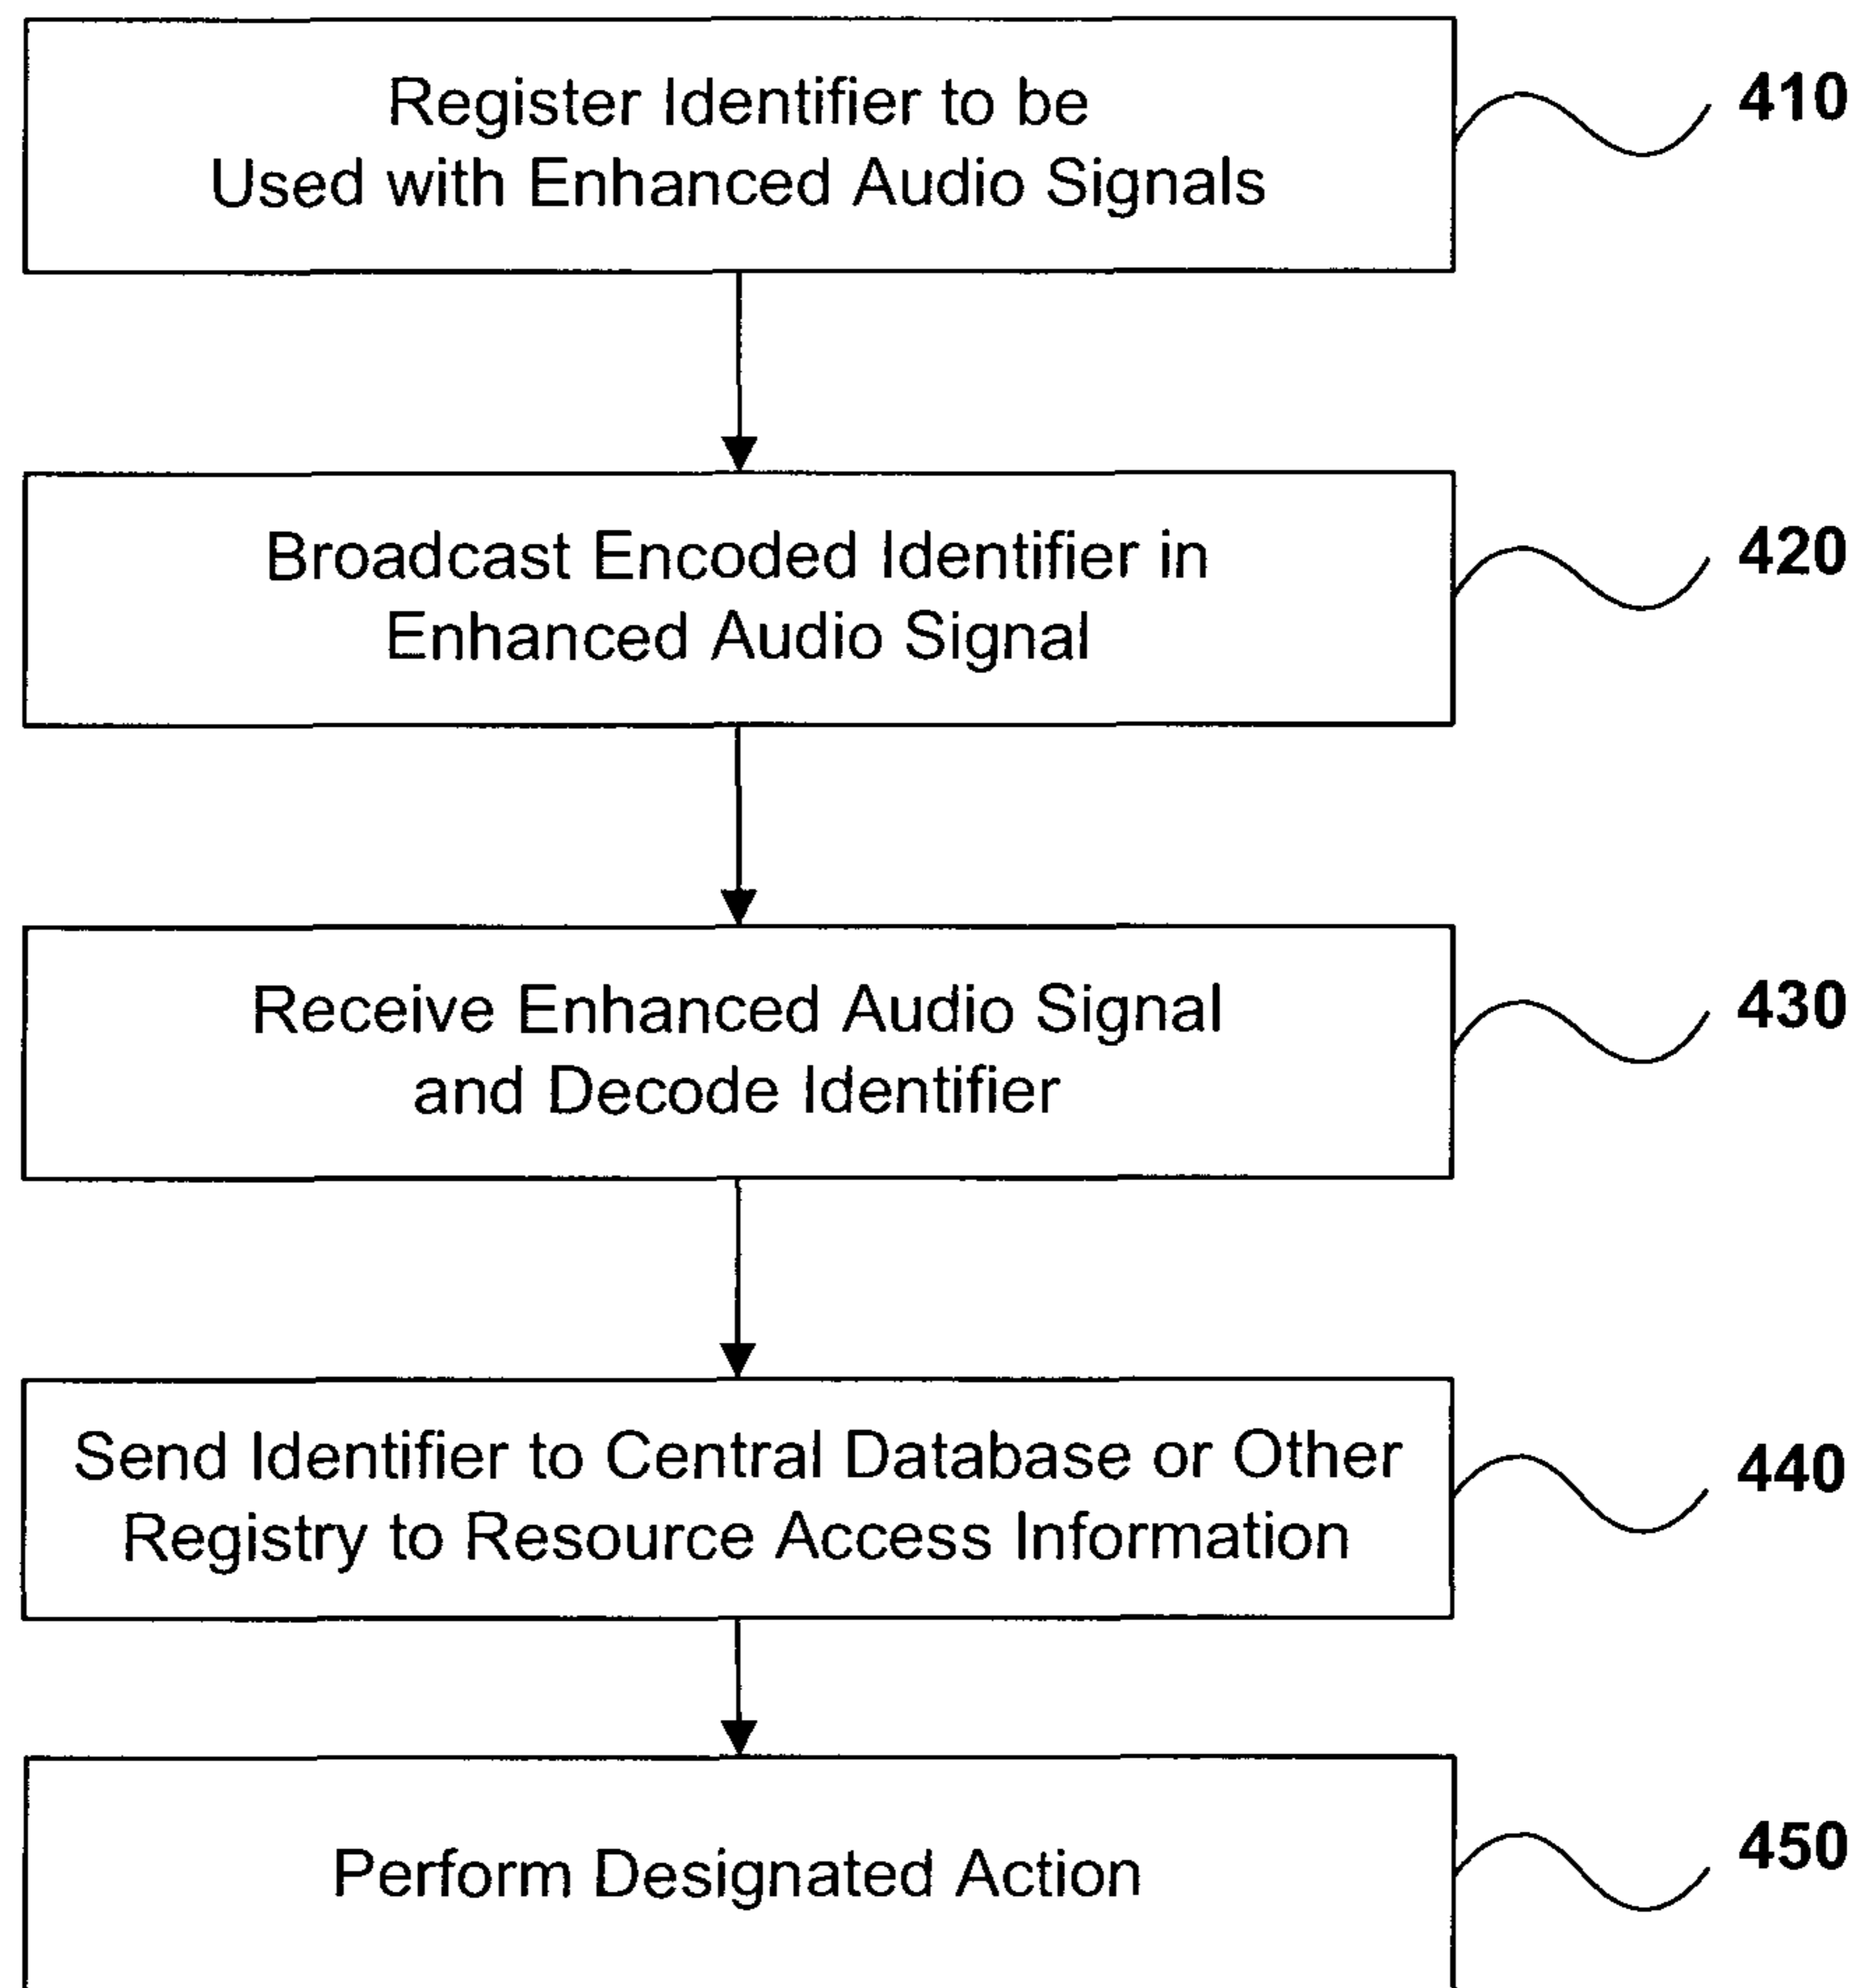 Register Identifier to be
Used with Enhanced Audio Signals
410
Broadcast Encoded Identifier in
Enhanced Audio Signal
420
Receive Enhanced Audio Signal
and Decode Identifier
430
Send Identifier to Central Database or Other
Registry to Resource Access Information
440
Perform Designated Action
450